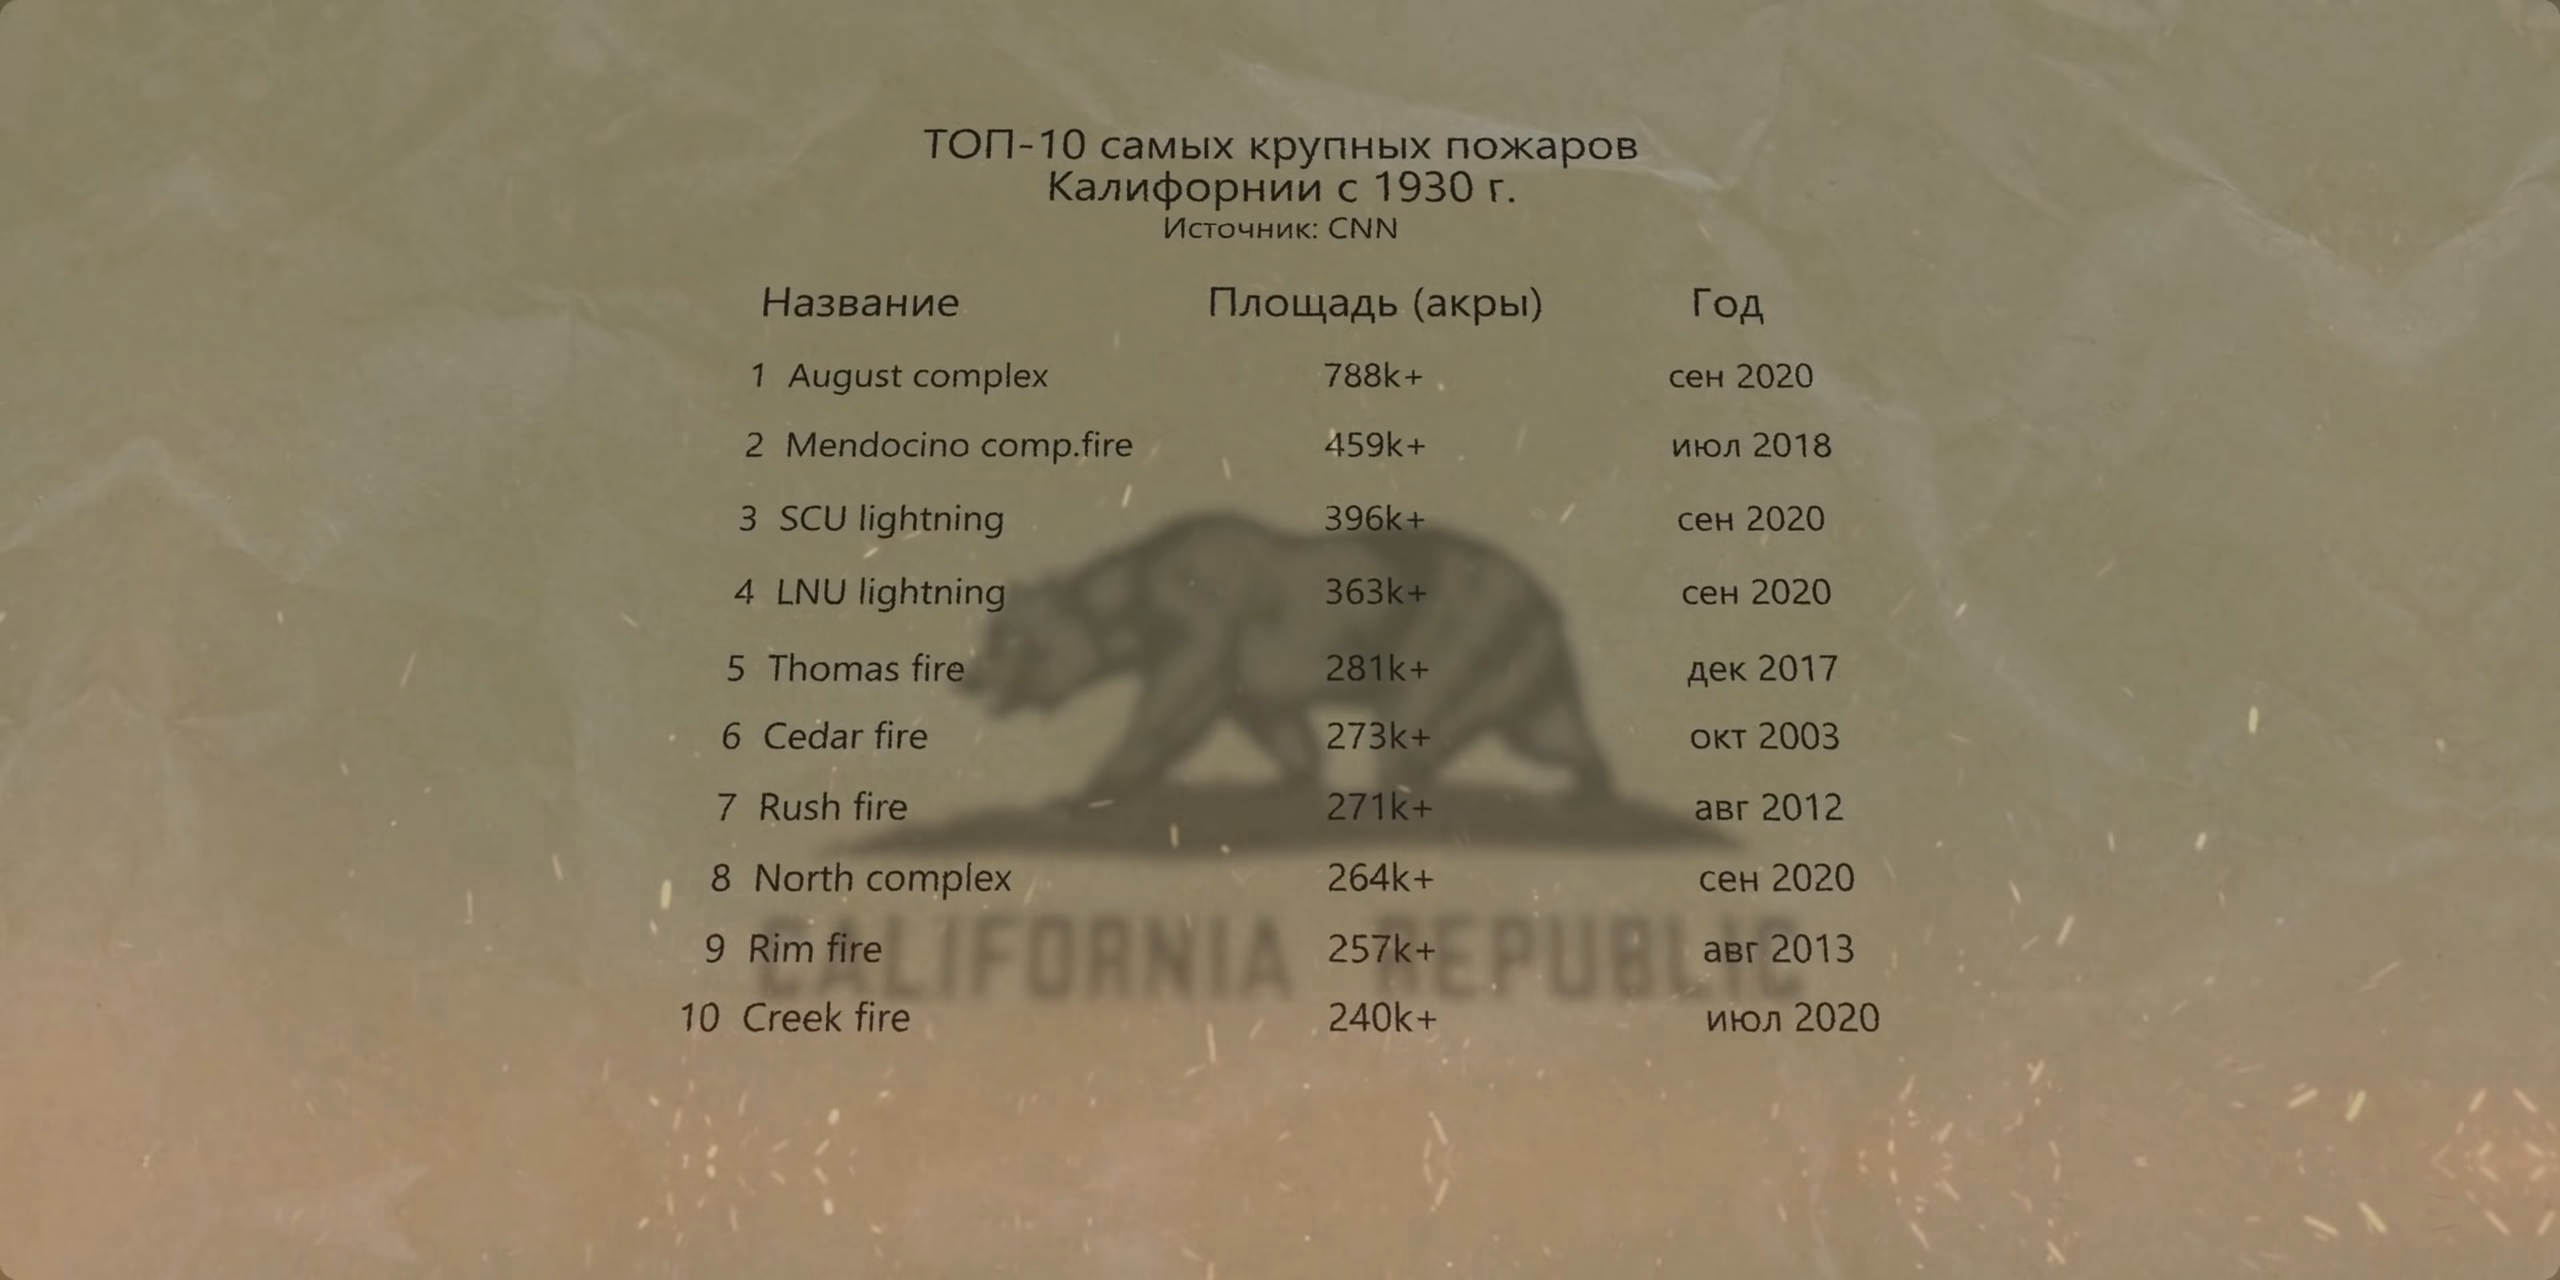 ТОП-10 самых крупных пожаров
Калифорнии с 1930 г.
Источник: CNN
Название Площадь (акры) Год
1 August complex 788k+ сен 2020
2 Mendocino comp.fire 459k+ июл 2018
3 SCU lightning 396k+ сен 2020
4 LNU lightning 363k+ сен 2020
5 Thomas fire 281k+ дек 2017
6 Cedar fire 273k+ окт 2003
7 Rush fire 271k+ авг 2012
8 North complex 264k+ сен 2020
CALIFORNIA REPUBLIC
9 Rim fire 257k+ авг 2013
10 Creek fire 240k+ июл 2020